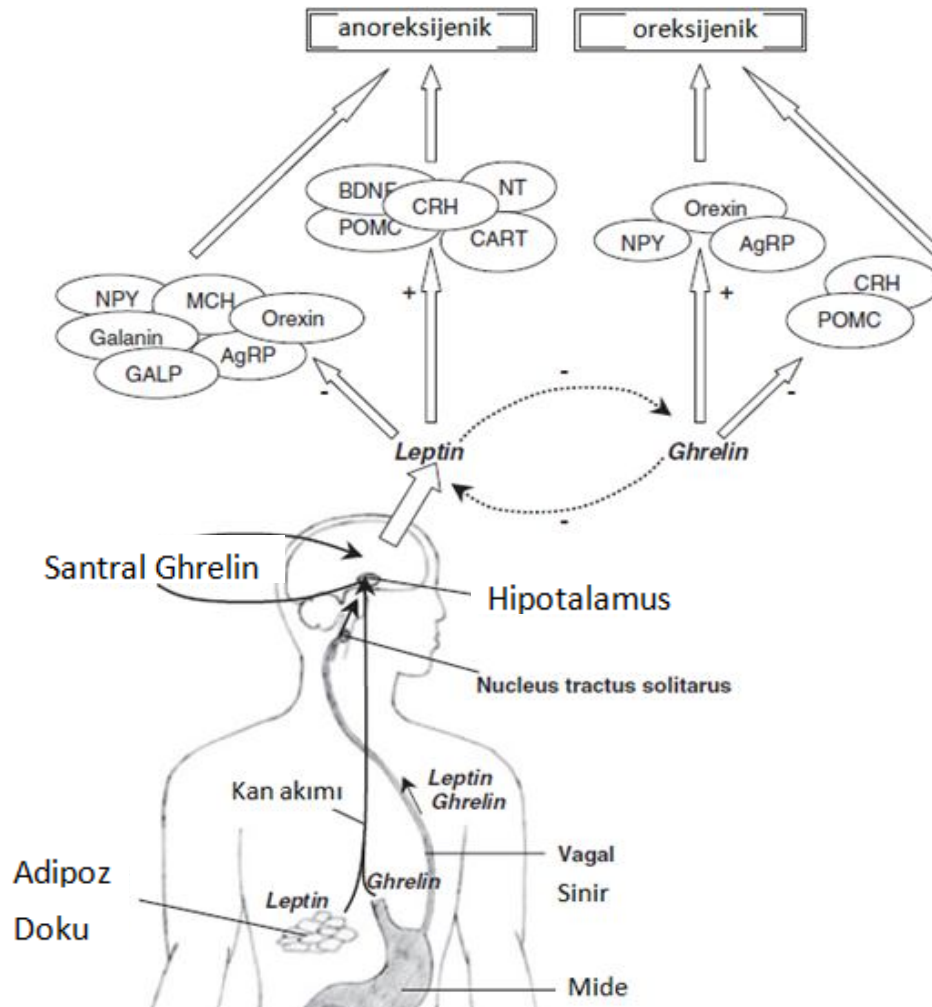 anoreksijenik
oreksijenik
BDNF
NT
CRH
POMC
CART
Orexin
NPY
AgRP
CRH
POMC
NPY
MCH
Orexin
Galanin
AgRP
GALP
+
+
-
-
-
Leptin
Ghrelin
-
Santral Ghrelin
Hipotalamus
Nucleus tractus solitarus
Leptin
Ghrelin
Kan akımı
Vagal
Sinir
Adipoz
Doku
Leptin
Ghrelin
Mide